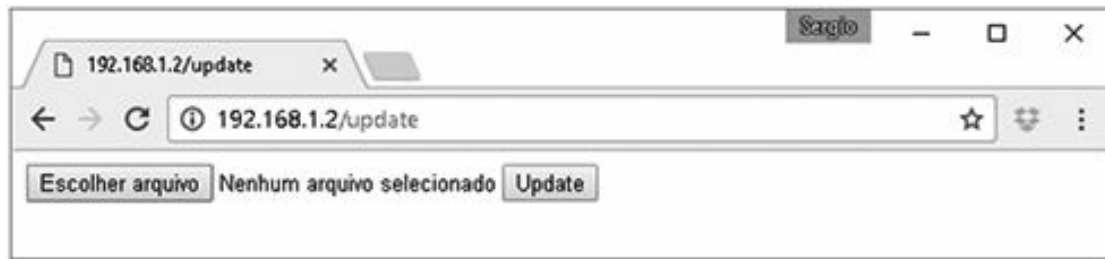 Sergio
192.168.1.2/update
192.168.1.2/update
Escolher arquivo Nenhum arquivo selecionado Update